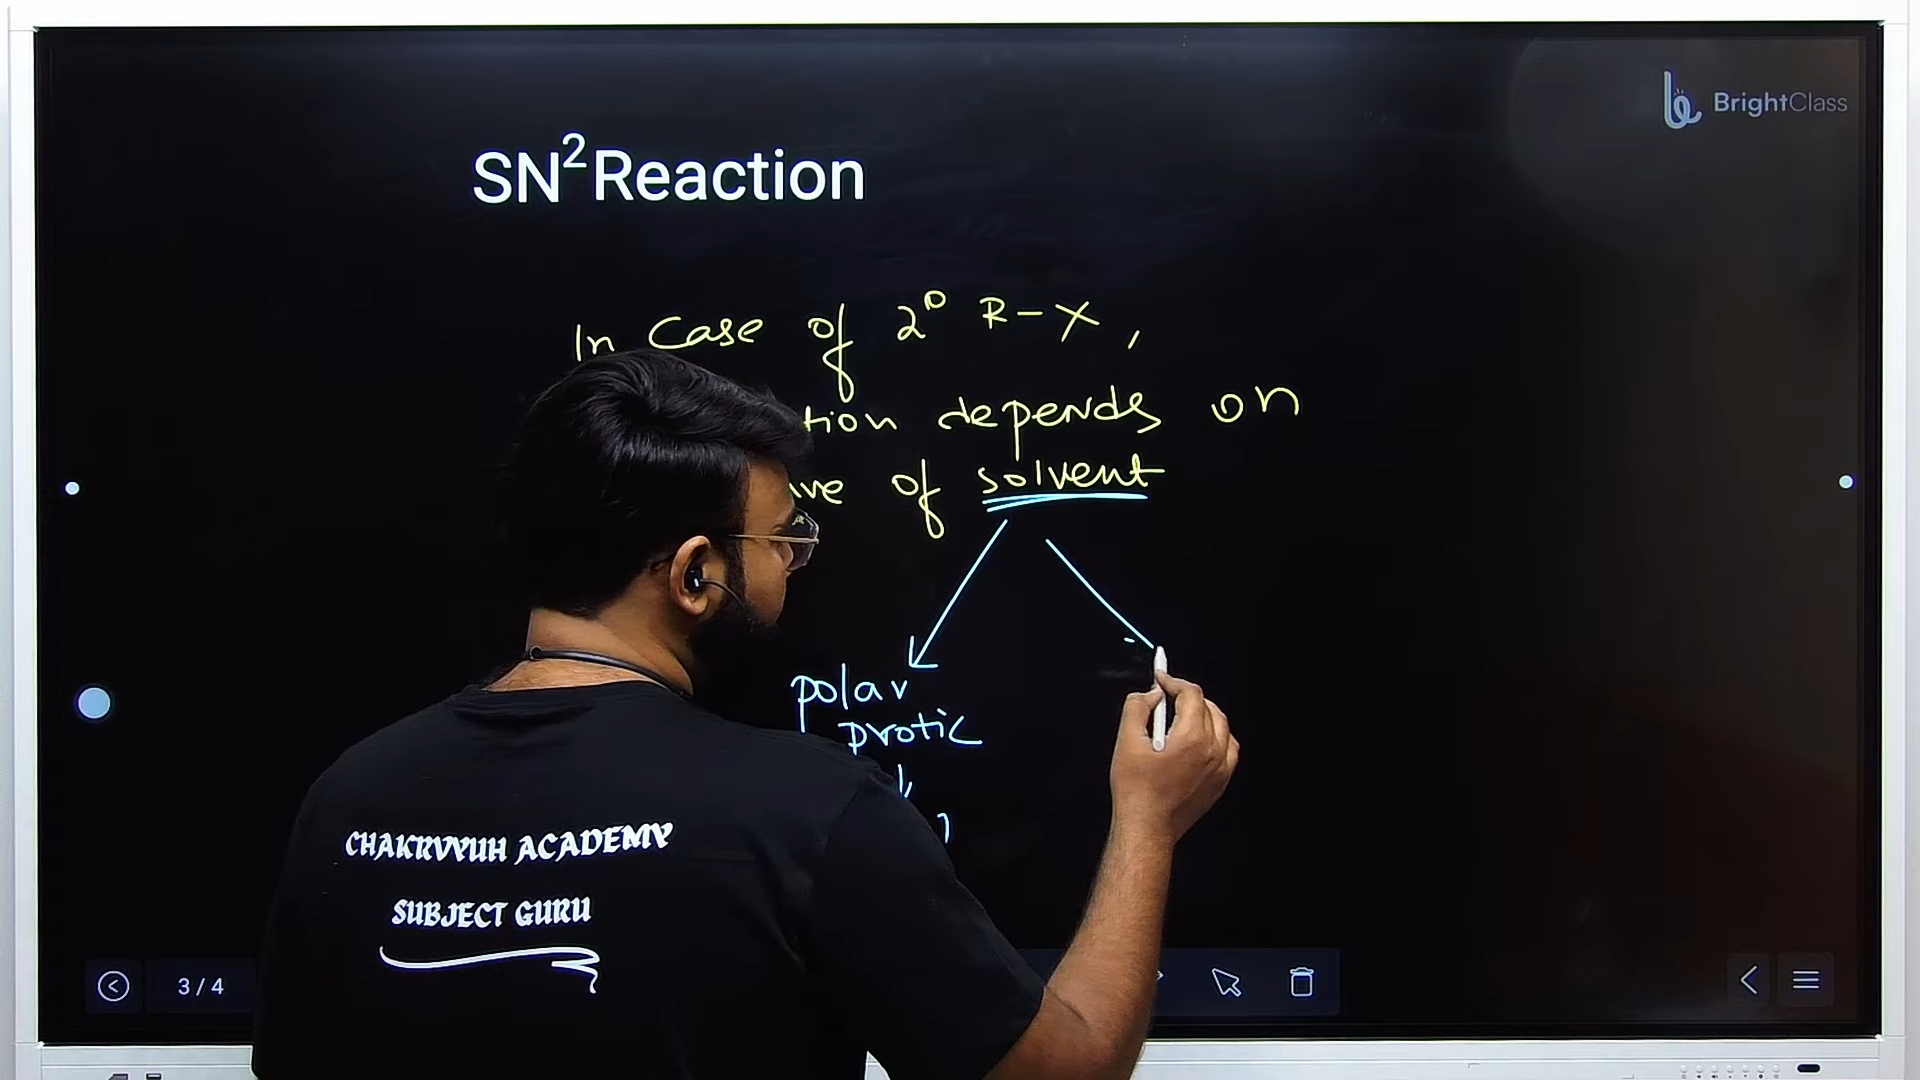 BrightClass
SN²Reaction
In Case of 2° R-X,
tion depends on
of solvent
polar
protic
CHAKRVYUH ACADEMY
SUBJECT GURU
3 / 4